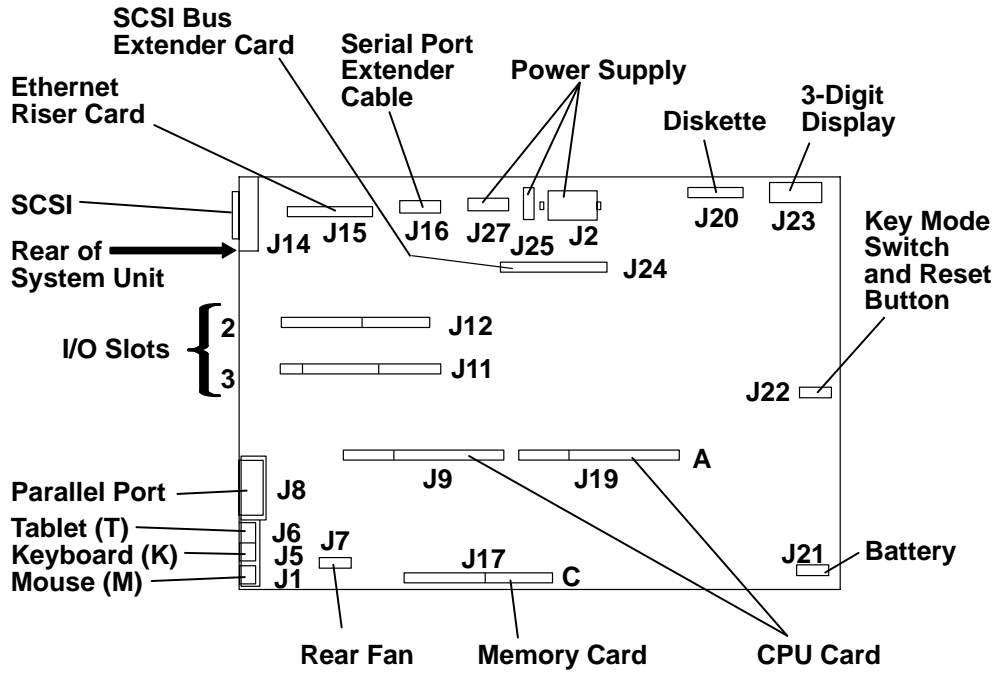 SCSI Bus
Extender Card
Serial Port
Extender
Cable
Power Supply
Ethernet
Riser Card
Diskette
3-Digit
Display
SCSI
J14
J15
J16
J27
J25
J2
J20
J23
Key Mode
Switch
and Reset
Button
Rear of
System Unit
J24
I/O Slots
2
J12
3
J11
J22
J9
J19
A
Parallel Port
J8
Tablet (T)
J6
Keyboard (K)
J5
Mouse (M)
J1
J7
J17
C
J21
Battery
Rear Fan
Memory Card
CPU Card